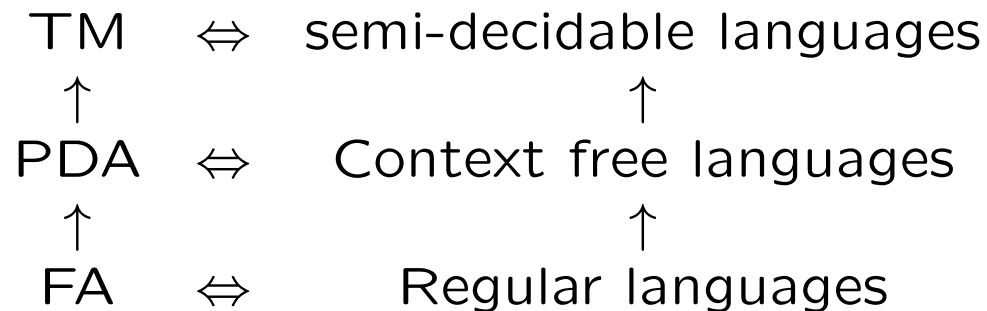 TM ⇔ semi-decidable languages
↑ ↑
PDA ⇔ Context free languages
↑ ↑
FA ⇔ Regular languages